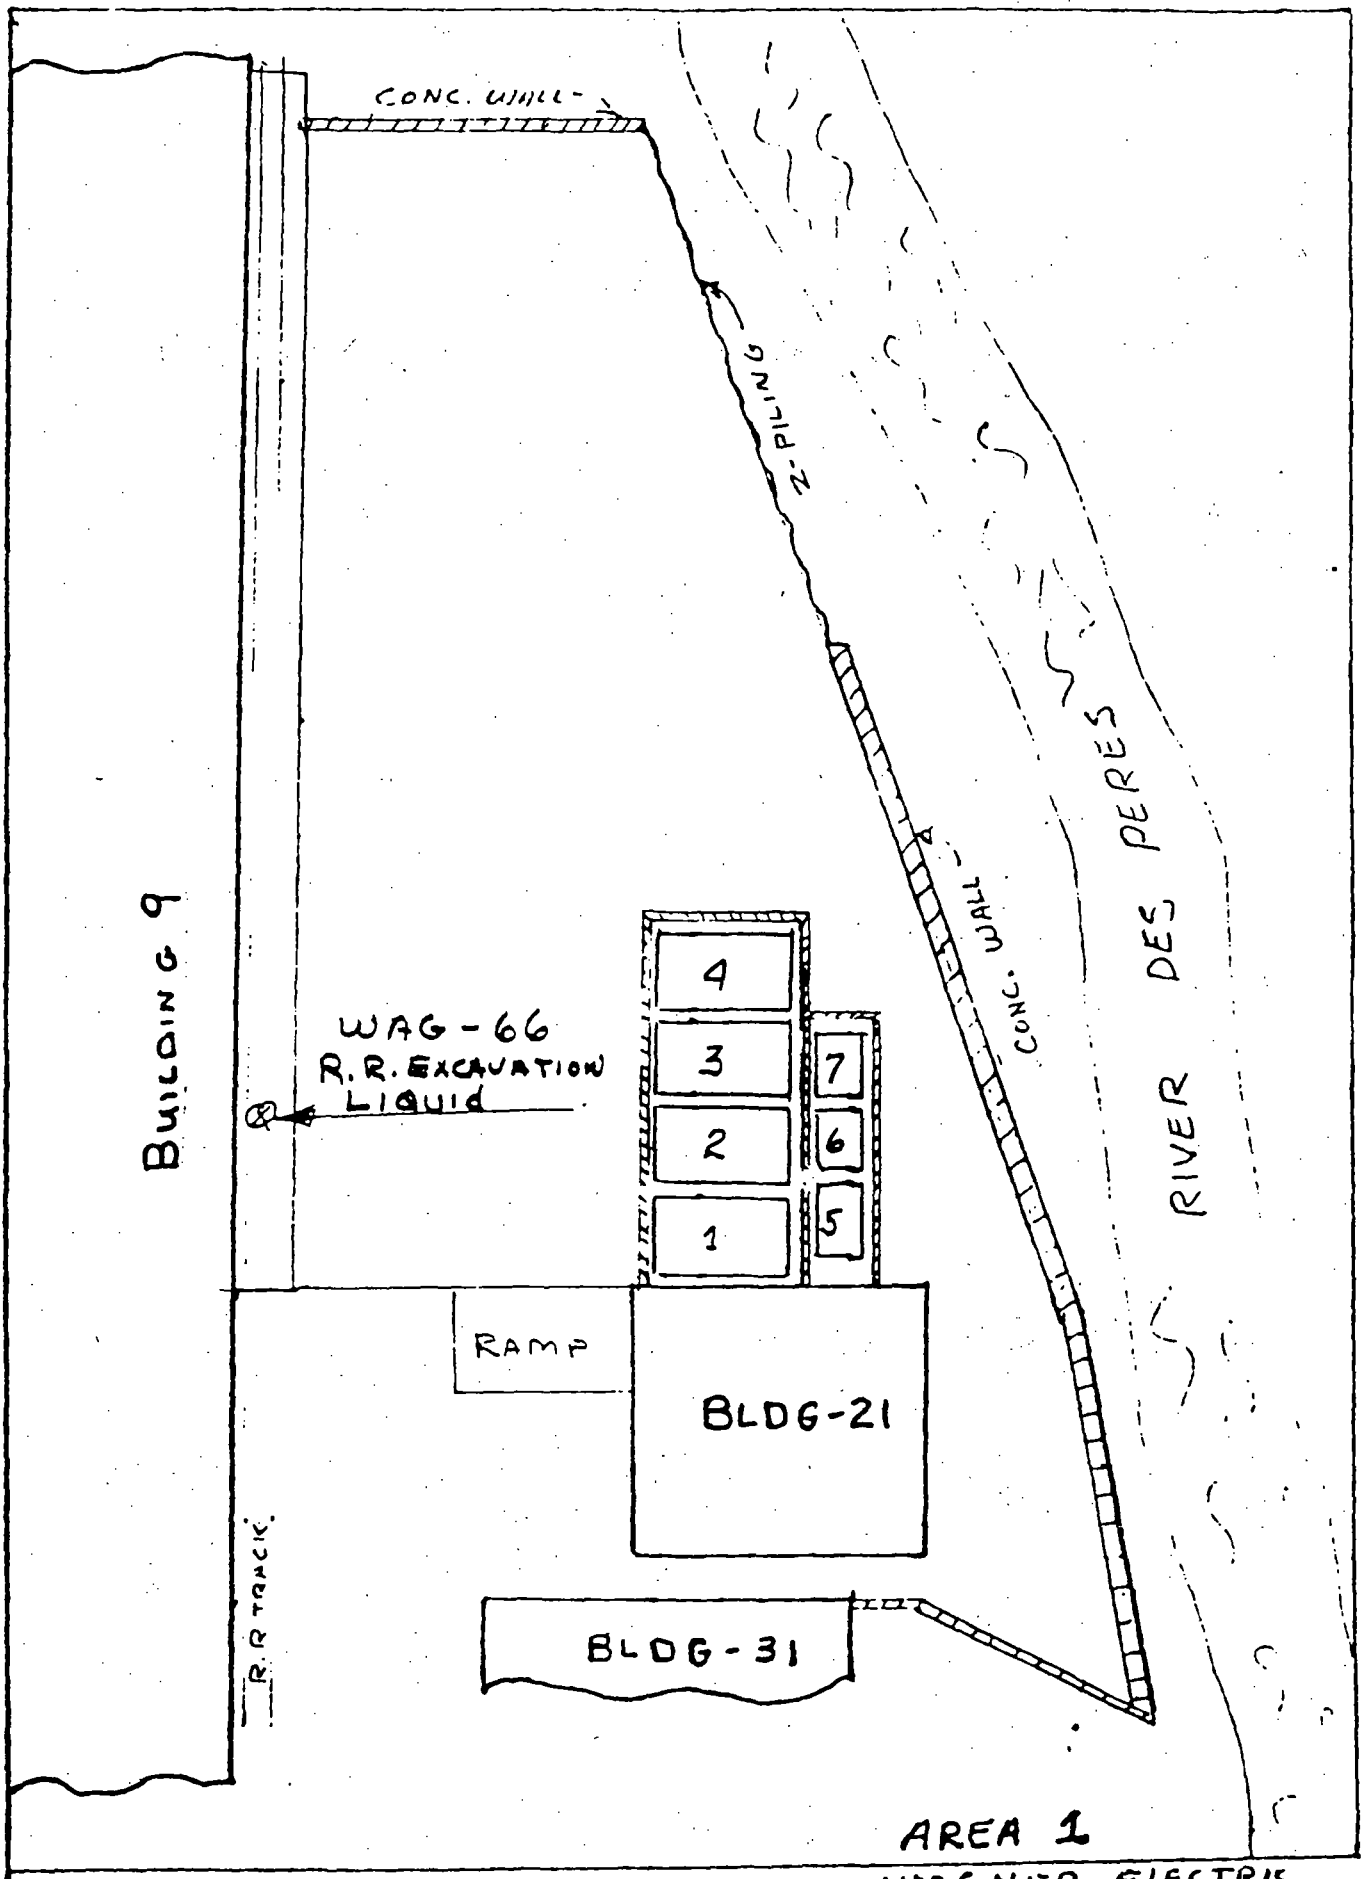 CONC. WALL
Z-PILING
RIVER DES PERES
CONC. WALL
BUILDING 9
WAG-66
R.R. EXCAVATION
LIQUID
4
3
2
1
7
6
5
RAMP
BLDG-21
R.R TRACK.
BLDG-31
AREA 1
ELECTRIC